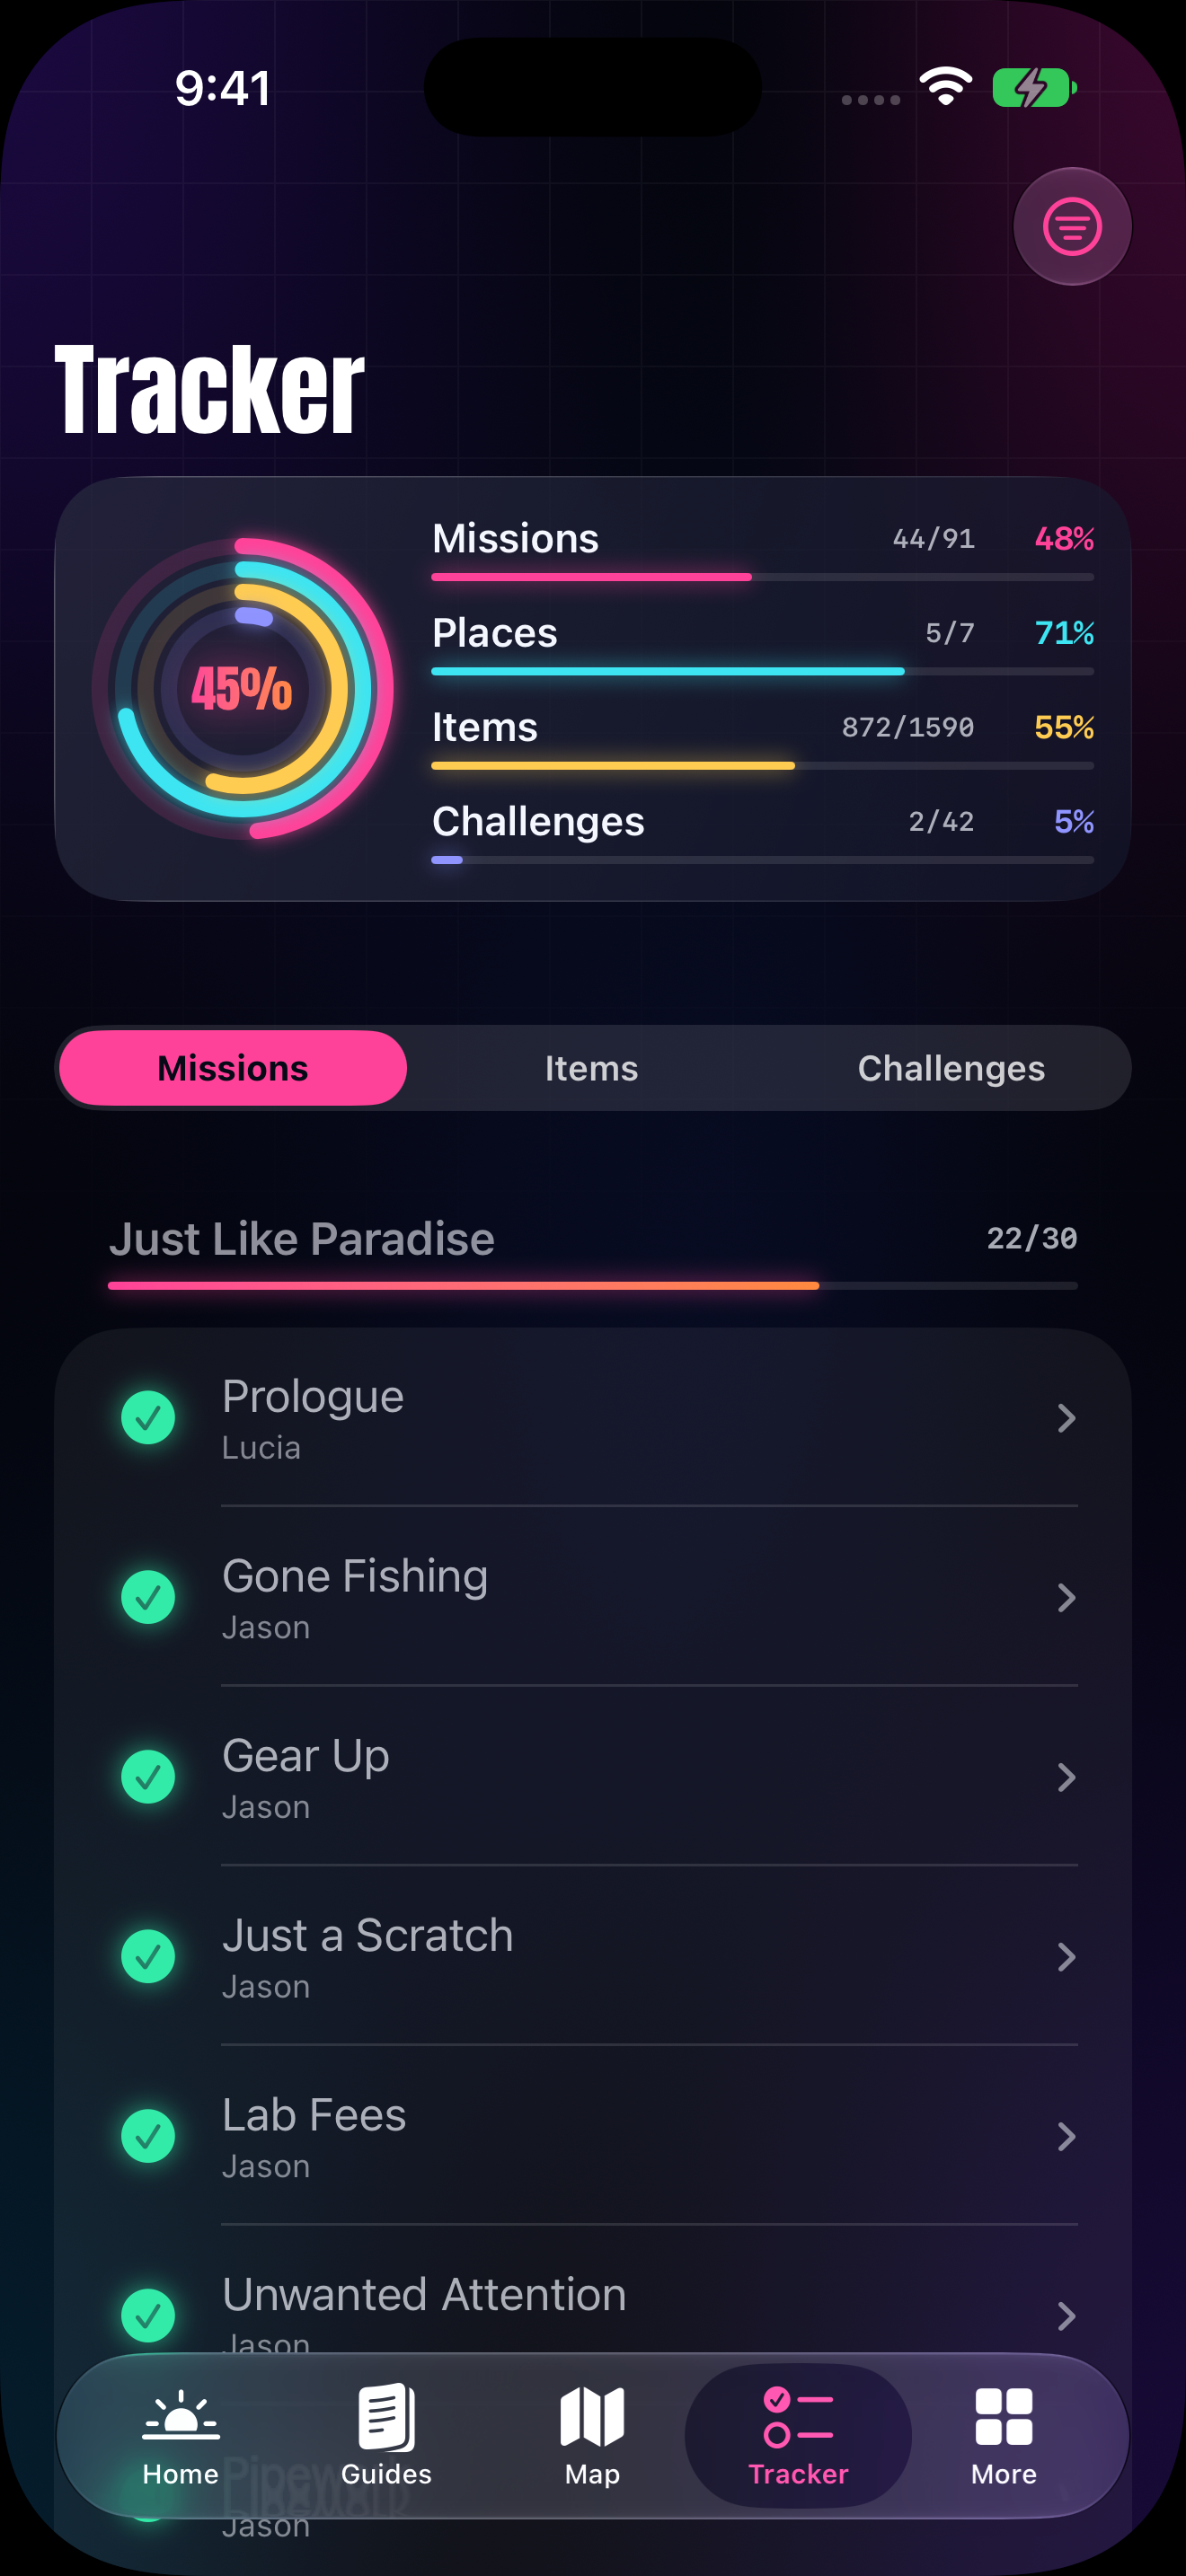 9:41
Tracker
45%
Missions 44/91 48%
Places 5/7 71%
Items 872/1590 55%
Challenges 2/42 5%
Missions Items Challenges
Just Like Paradise 22/30
Prologue
Lucia
Gone Fishing
Jason
Gear Up
Jason
Just a Scratch
Jason
Lab Fees
Jason
Unwanted Attention
Jason
Home Guides Map Tracker More
Jason